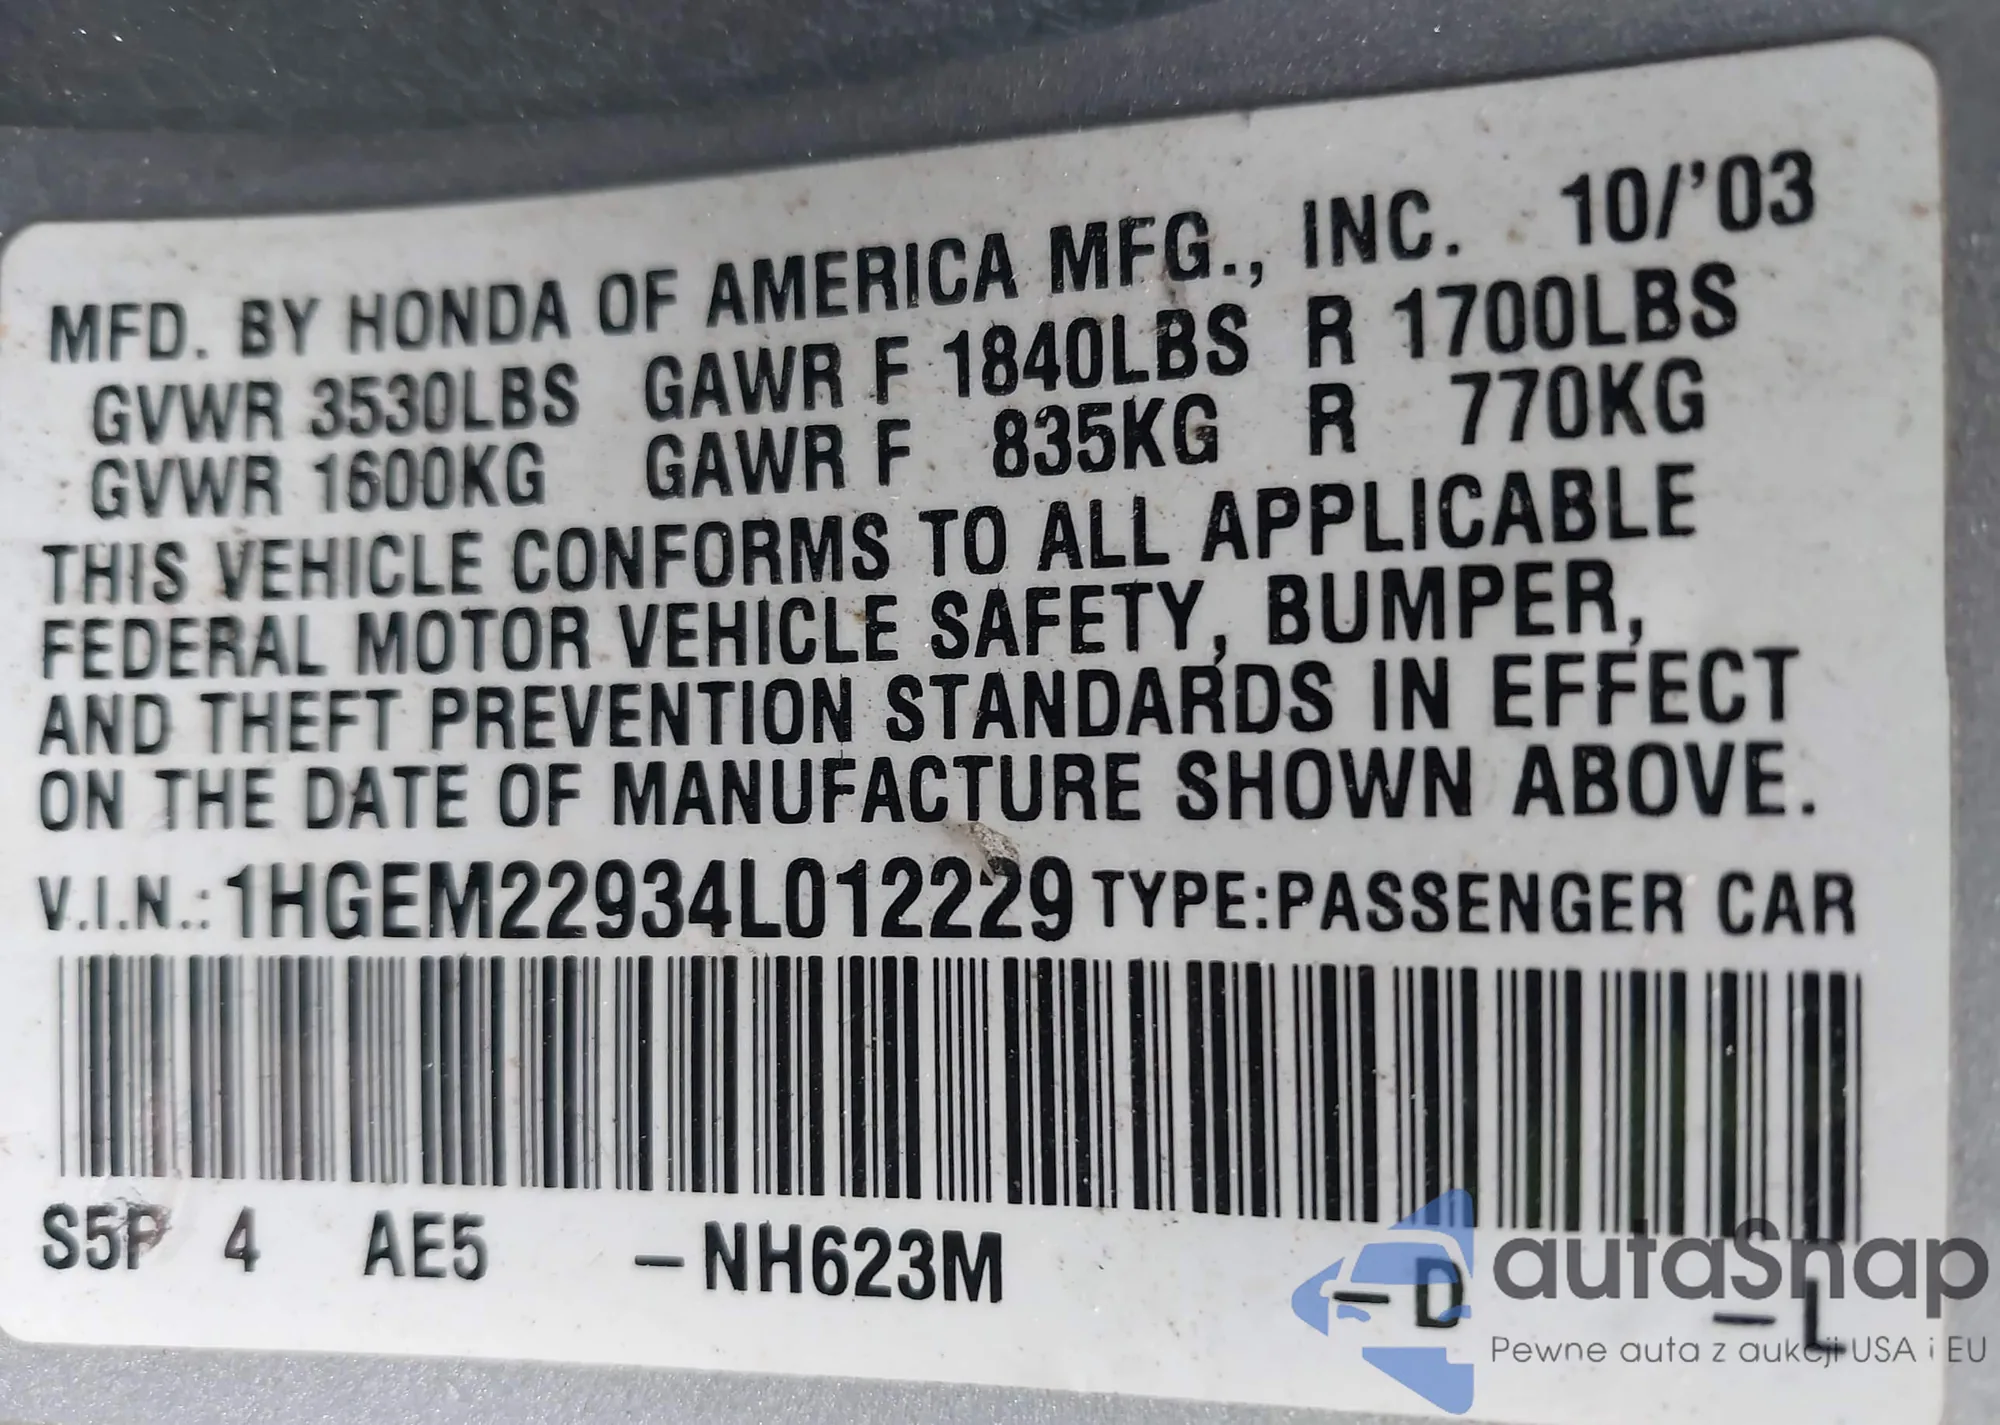 MFD. BY HONDA OF AMERICA MFG., INC. 10/'03
GVWR 3530LBS GAWR F 1840LBS R 1700LBS
GVWR 1600KG GAWR F 835KG R 770KG
THIS VEHICLE CONFORMS TO ALL APPLICABLE
FEDERAL MOTOR VEHICLE SAFETY, BUMPER,
AND THEFT PREVENTION STANDARDS IN EFFECT
ON THE DATE OF MANUFACTURE SHOWN ABOVE.
V.I.N.: 1HGEM22934L012229 TYPE:PASSENGER CAR
S5P 4 AE5 –NH623M –D –L
autaSnap
Pewne auta z aukcji USA i EU